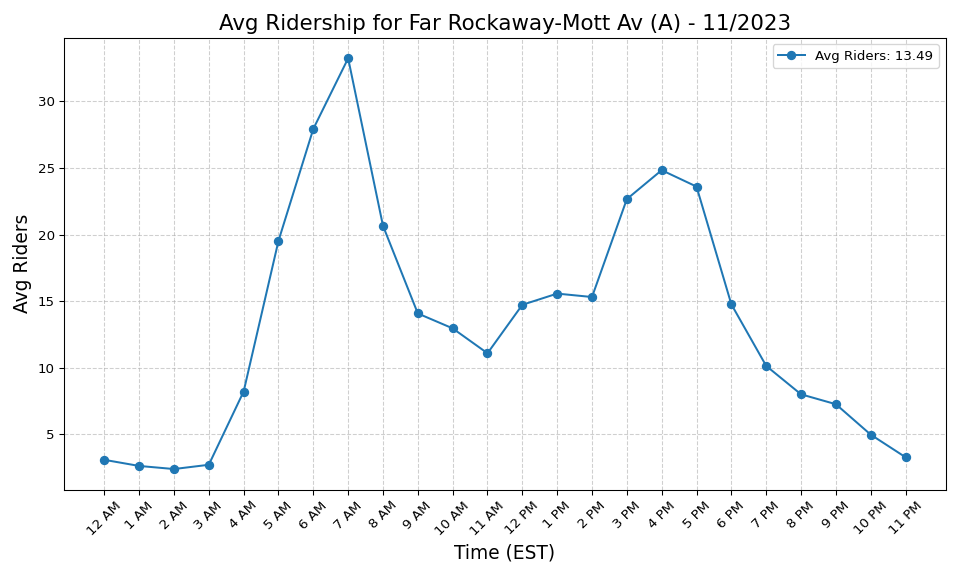 Avg Ridership for Far Rockaway-Mott Av (A) - 11/2023
Avg Riders: 13.49
Avg Riders
30
25
20
15
10
5
12 AM
1 AM
2 AM
3 AM
4 AM
5 AM
6 AM
7 AM
8 AM
9 AM
10 AM
11 AM
12 PM
1 PM
2 PM
3 PM
4 PM
5 PM
6 PM
7 PM
8 PM
9 PM
10 PM
11 PM
Time (EST)